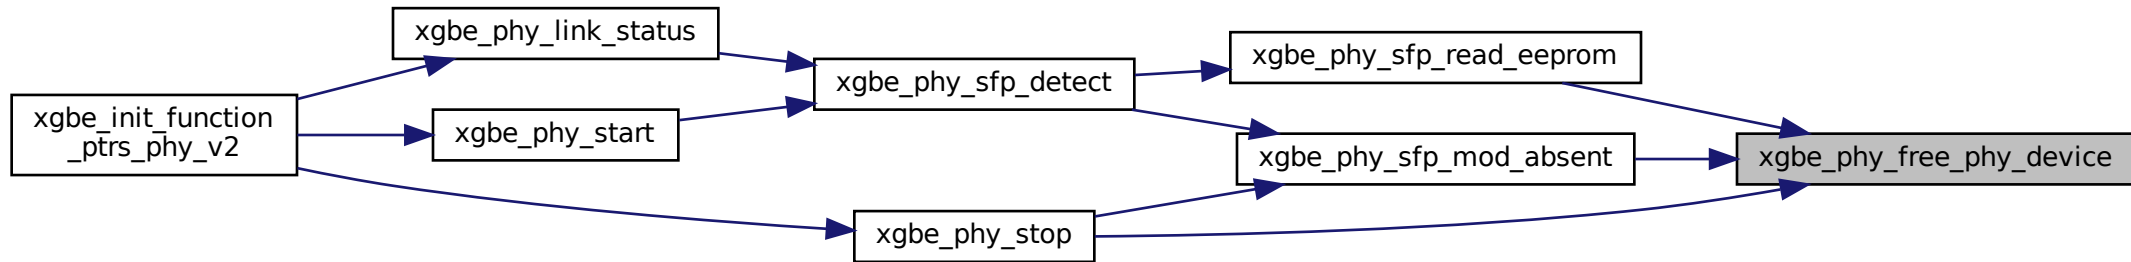 xgbe_phy_link_status
xgbe_phy_sfp_read_eeprom
xgbe_phy_sfp_detect
xgbe_init_function
_ptrs_phy_v2
xgbe_phy_start
xgbe_phy_sfp_mod_absent
xgbe_phy_free_phy_device
xgbe_phy_stop